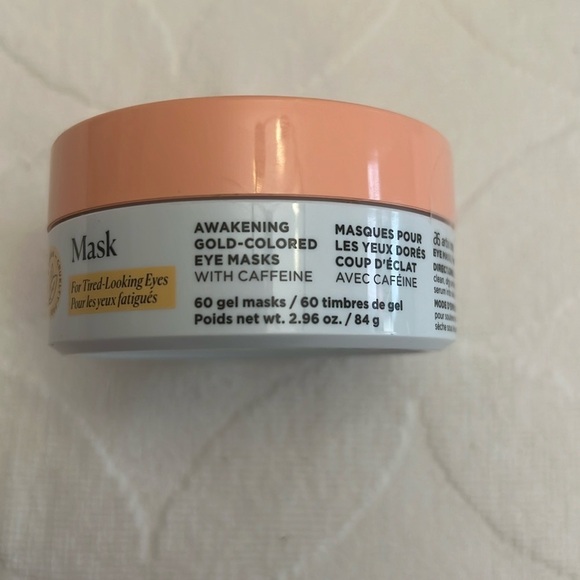 Mask
For Tired-Looking Eyes
Pour les yeux fatigués
AWAKENING
GOLD-COLORED
EYE MASKS
WITH CAFFEINE
MASQUES POUR
LES YEUX DORÉS
COUP D'ÉCLAT
AVEC CAFÉINE
60 gel masks / 60 timbres de gel
Poids net wt. 2.96 oz. / 84 g